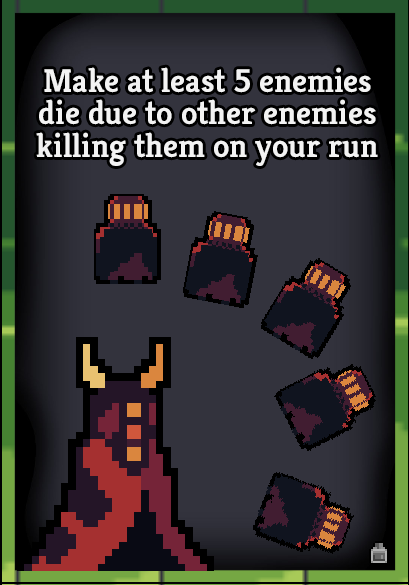 Make at least 5 enemies
die due to other enemies
killing them on your run